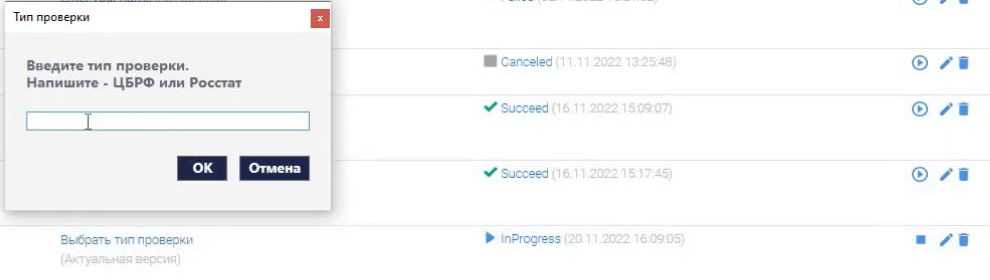 Тип проверки
Введите тип проверки.
Напишите - ЦБРФ или Росстат
OK
Отмена
Canceled (11.11.2022 13:25:48)
Succeed (16.11.2022 15:09:07)
Succeed (16.11.2022 15:17:45)
Выбрать тип проверки
(Актуальная версия)
InProgress (20.11.2022 16:09:05)